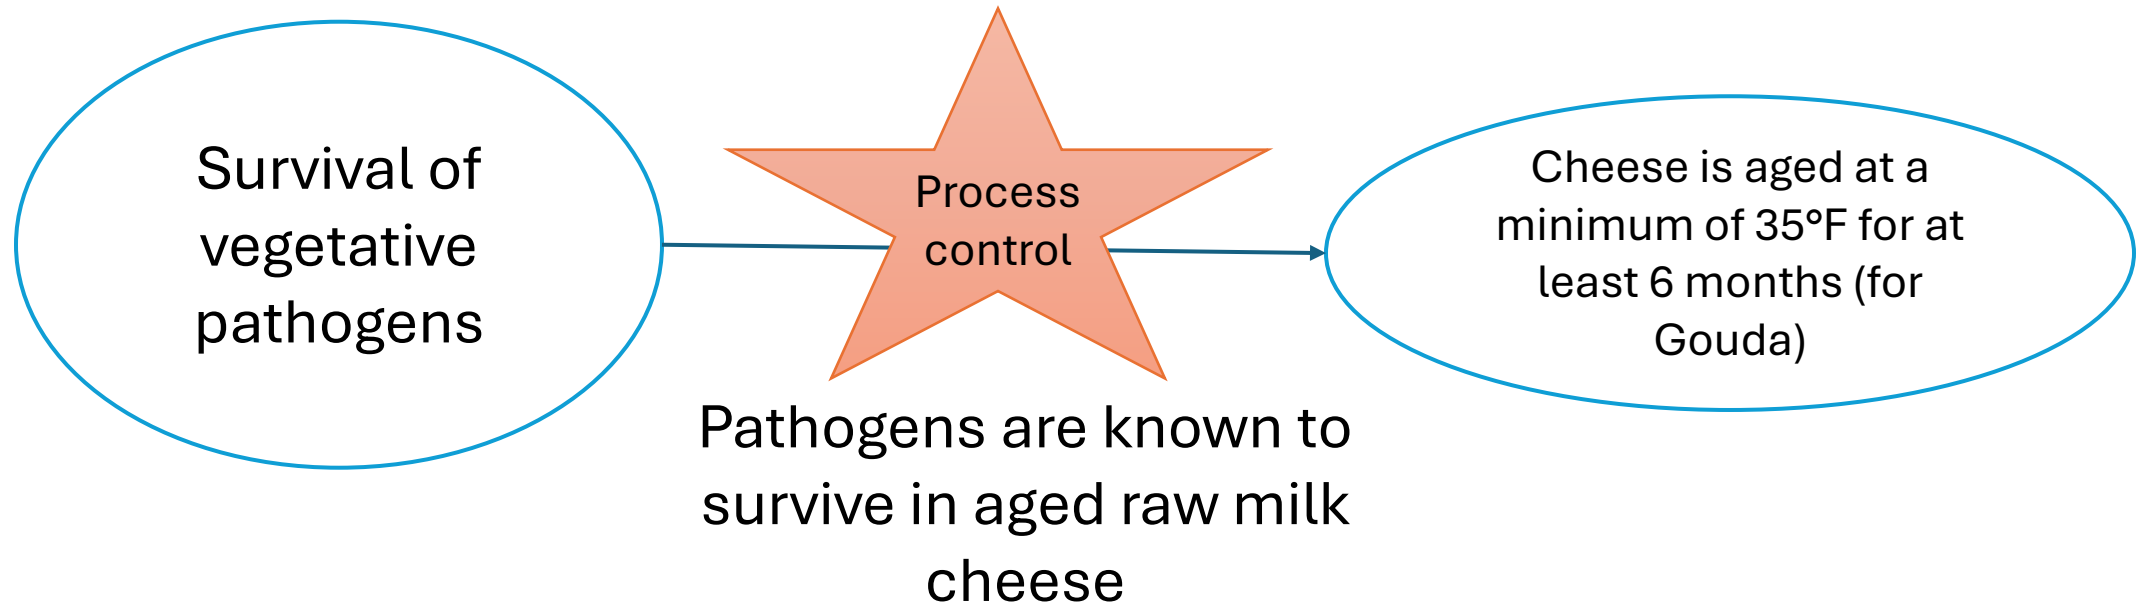 Survival of
vegetative
pathogens
Process
control
Pathogens are known to
survive in aged raw milk
cheese
Cheese is aged at a
minimum of 35°F for at
least 6 months (for
Gouda)